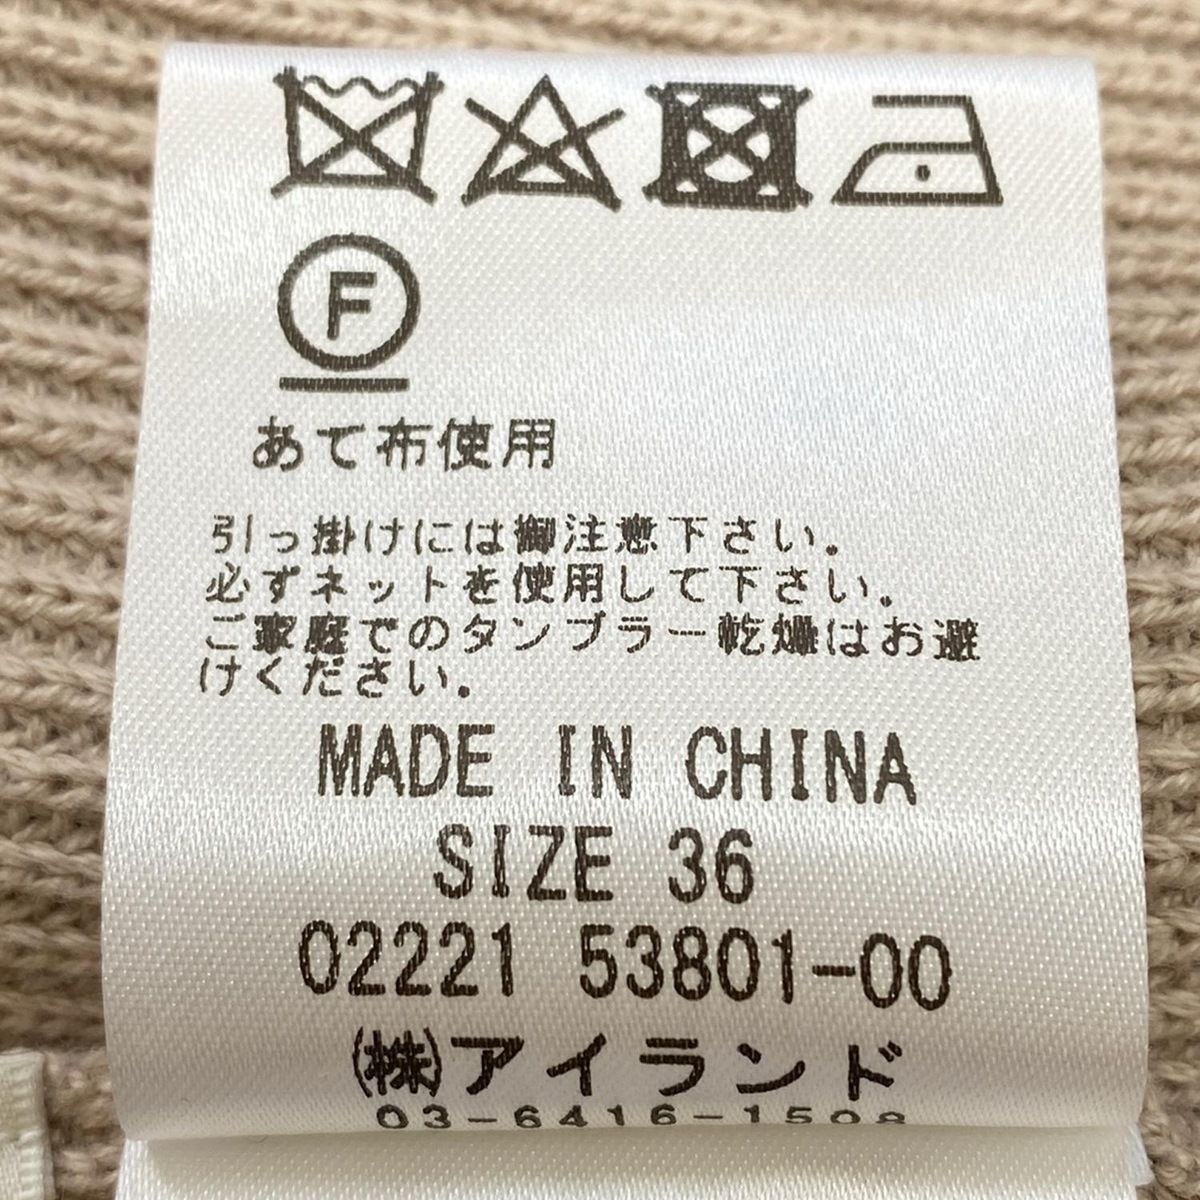 F
あて布使用
引っ掛けには御注意下さい。
必ずネットを使用して下さい。
ご家庭でのタンブラー乾燥はお避
けください。
MADE IN CHINA
SIZE 36
02221 53801-00
(株)アイランド
03-6416-1508